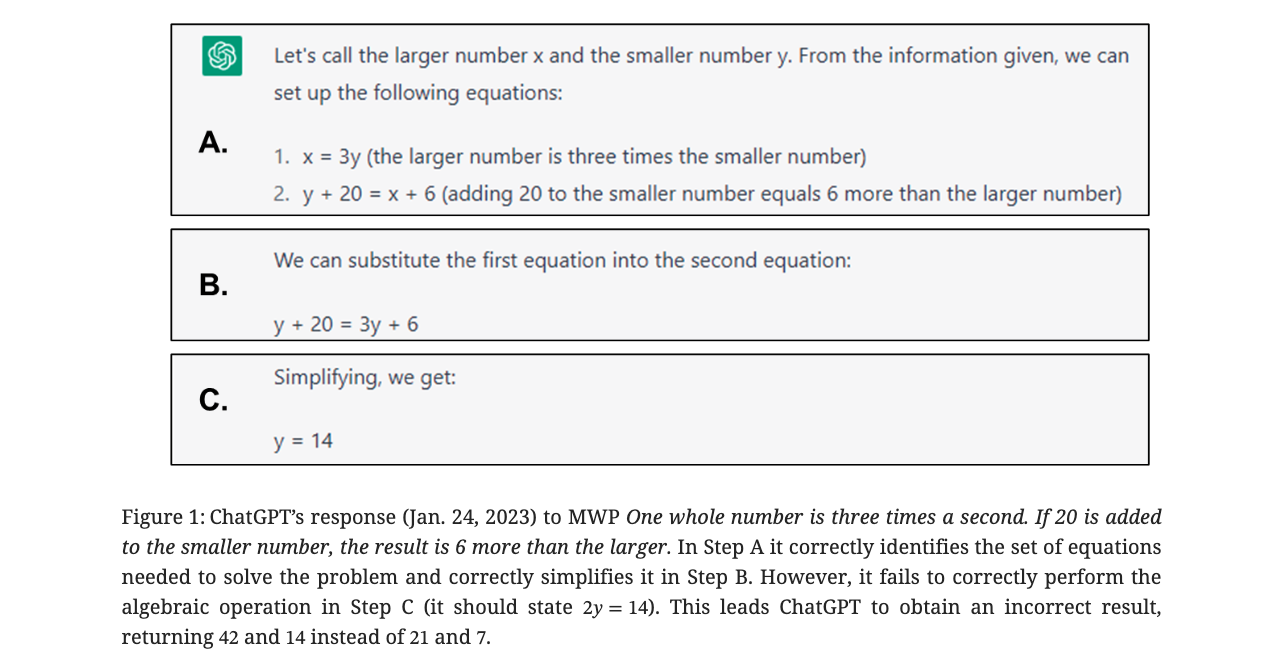 Let's call the larger number x and the smaller number y. From the information given, we can
set up the following equations:
A.
1. x = 3y (the larger number is three times the smaller number)
2. y + 20 = x + 6 (adding 20 to the smaller number equals 6 more than the larger number)
We can substitute the first equation into the second equation:
B.
y + 20 = 3y + 6
Simplifying, we get:
C.
y = 14
Figure 1: ChatGPT’s response (Jan. 24, 2023) to MWP One whole number is three times a second. If 20 is added
to the smaller number, the result is 6 more than the larger. In Step A it correctly identifies the set of equations
needed to solve the problem and correctly simplifies it in Step B. However, it fails to correctly perform the
algebraic operation in Step C (it should state 2y = 14). This leads ChatGPT to obtain an incorrect result,
returning 42 and 14 instead of 21 and 7.